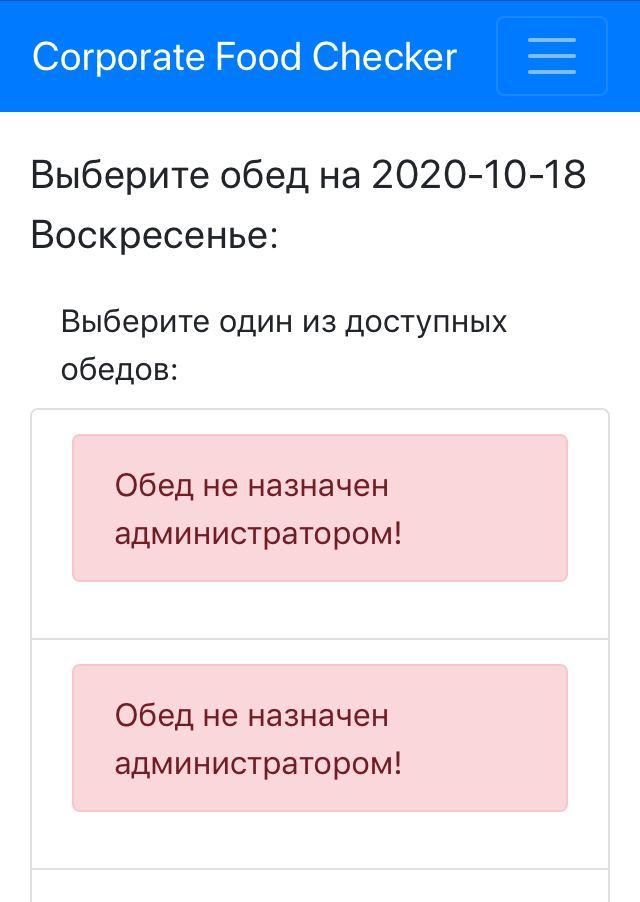 Corporate Food Checker
Выберите обед на 2020-10-18
Воскресенье:
Выберите один из доступных
обедов:
Обед не назначен
администратором!
Обед не назначен
администратором!